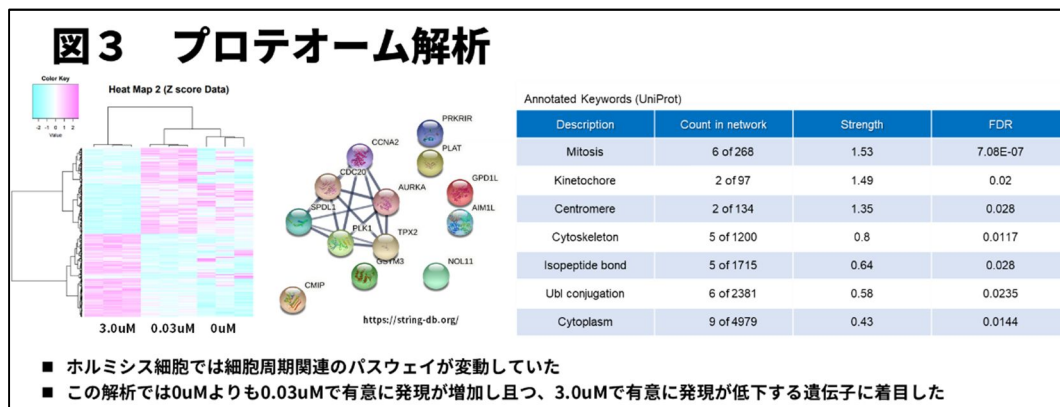 図３　プロテオーム解析
Color Key
-2 -1 0 1 2
Value
Heat Map 2 (Z score Data)
3.0uM 0.03uM 0uM
PRKRIR
CCNA2
PLAT
CDC20
AURKA
GPD1L
SPDL1
AIM1L
PLK1
TPX2
GSTM3
NOL11
CMIP
https://string-db.org/
Annotated Keywords (UniProt)
Description Count in network Strength FDR
Mitosis 6 of 268 1.53 7.08E-07
Kinetochore 2 of 97 1.49 0.02
Centromere 2 of 134 1.35 0.028
Cytoskeleton 5 of 1200 0.8 0.0117
Isopeptide bond 5 of 1715 0.64 0.028
Ubl conjugation 6 of 2381 0.58 0.0235
Cytoplasm 9 of 4979 0.43 0.0144
■ ホルミシス細胞では細胞周期関連のパスウェイが変動していた
■ この解析では0uMよりも0.03uMで有意に発現が増加し且つ、3.0uMで有意に発現が低下する遺伝子に着目した